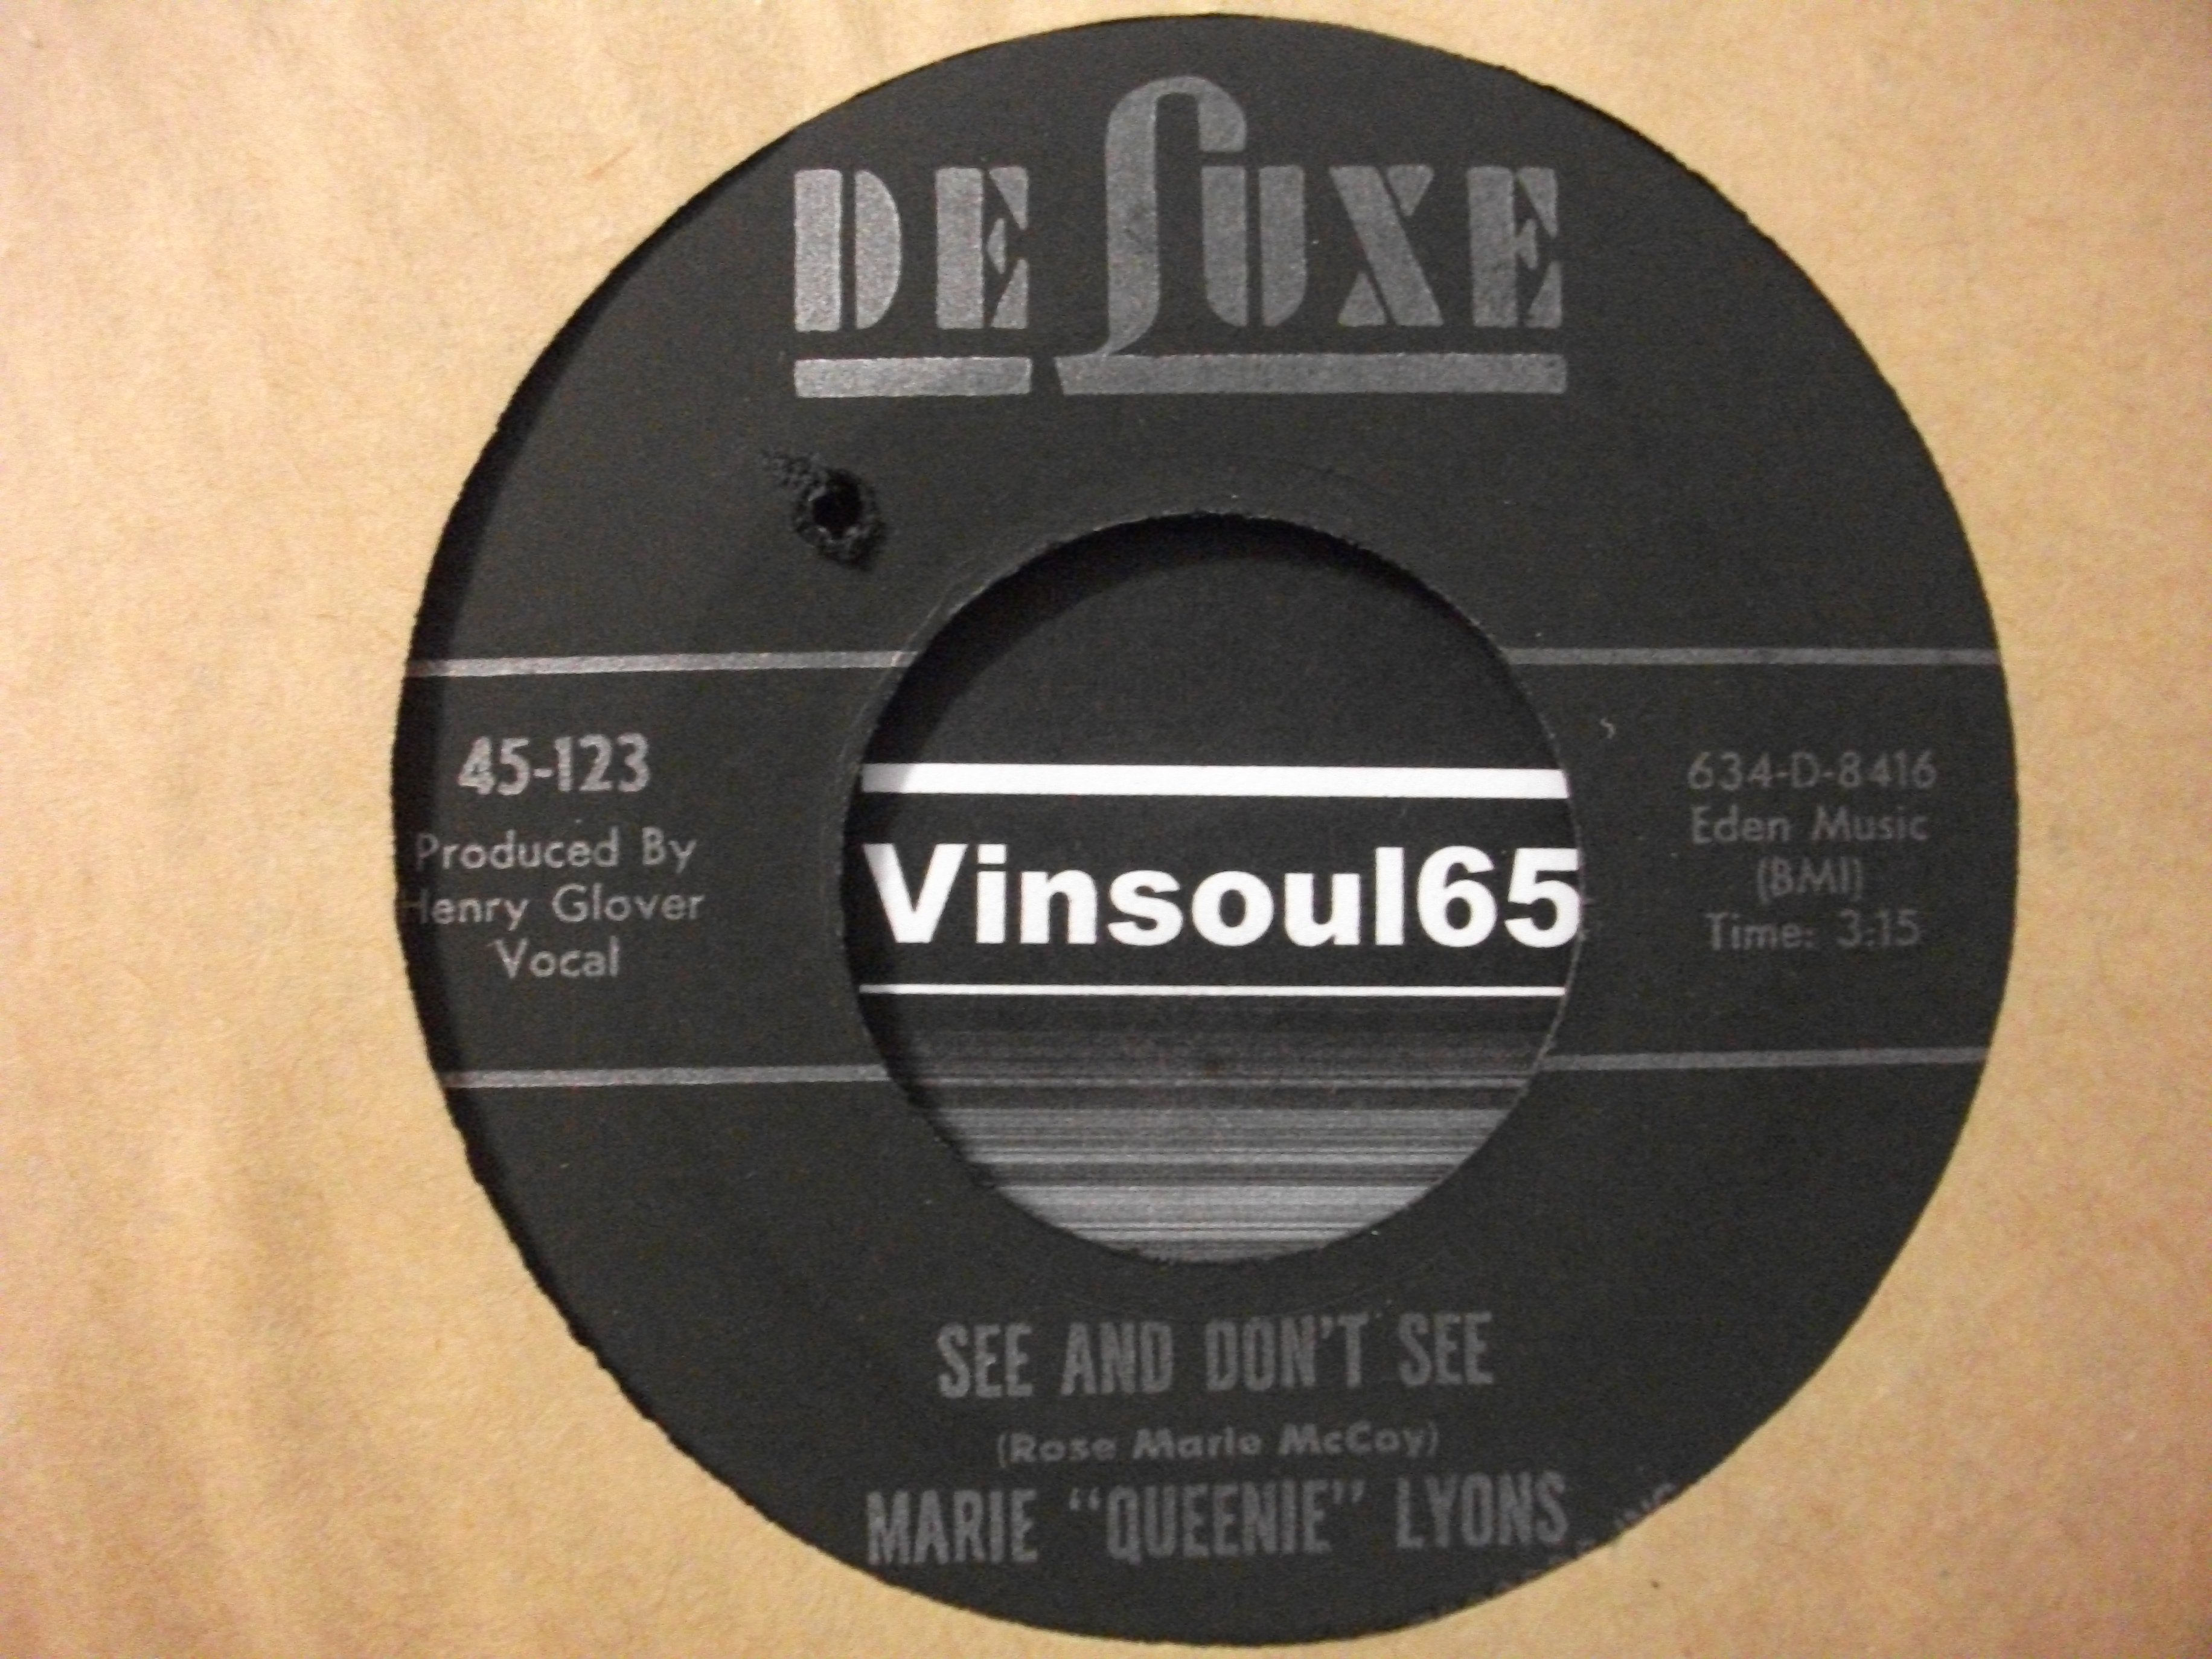 DE LUXE
45-123
Produced By
Henry Glover
Vocal
Vinsoul65
634-D-8416
Eden Music
(BMI)
Time: 3:15
SEE AND DON'T SEE
(Rose Marie McCoy)
MARIE "QUEENIE" LYONS